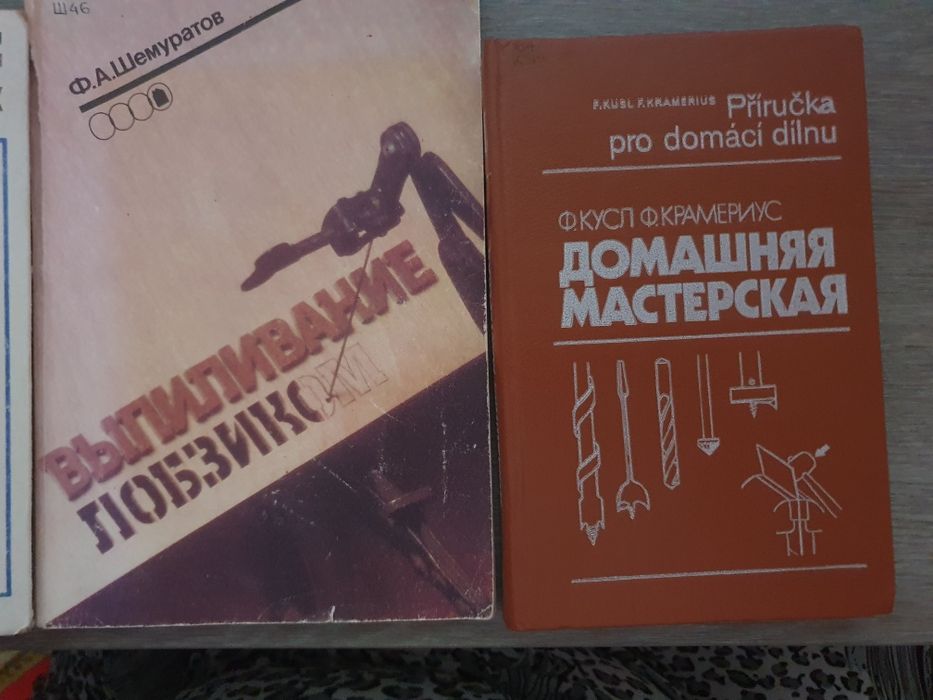 Ш46
Ф.А.Шемуратов
ВЫПИЛИВАНИЕ
ЛОБЗИКОМ
F.KUSL F.KRAMERIUS Příručka
pro domácí dílnu
Ф.КУСЛ Ф.КРАМЕРИУС
ДОМАШНЯЯ
МАСТЕРСКАЯ